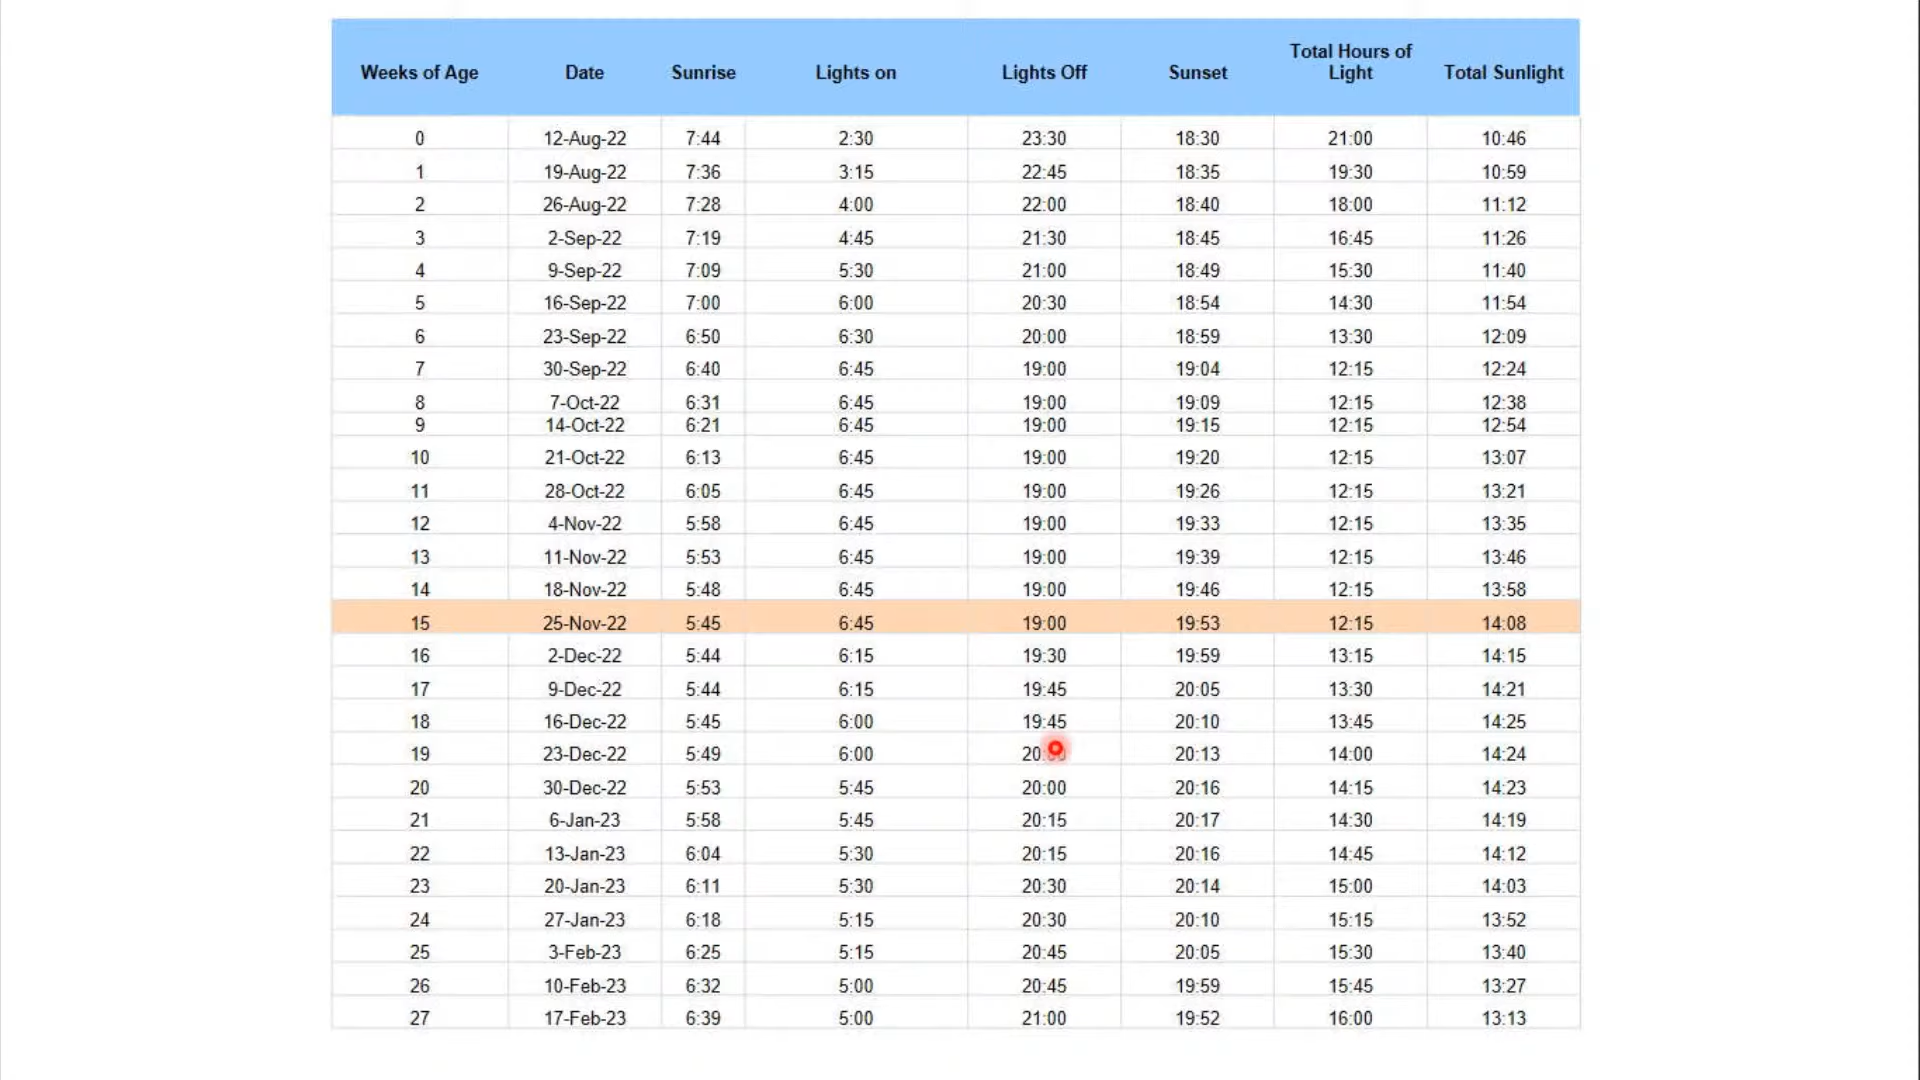 Weeks of Age Date Sunrise Lights on Lights Off Sunset Total Hours of Light Total Sunlight
0 12-Aug-22 7:44 2:30 23:30 18:30 21:00 10:46
1 19-Aug-22 7:36 3:15 22:45 18:35 19:30 10:59
2 26-Aug-22 7:28 4:00 22:00 18:40 18:00 11:12
3 2-Sep-22 7:19 4:45 21:30 18:45 16:45 11:26
4 9-Sep-22 7:09 5:30 21:00 18:49 15:30 11:40
5 16-Sep-22 7:00 6:00 20:30 18:54 14:30 11:54
6 23-Sep-22 6:50 6:30 20:00 18:59 13:30 12:09
7 30-Sep-22 6:40 6:45 19:00 19:04 12:15 12:24
8 7-Oct-22 6:31 6:45 19:00 19:09 12:15 12:38
9 14-Oct-22 6:21 6:45 19:00 19:15 12:15 12:54
10 21-Oct-22 6:13 6:45 19:00 19:20 12:15 13:07
11 28-Oct-22 6:05 6:45 19:00 19:26 12:15 13:21
12 4-Nov-22 5:58 6:45 19:00 19:33 12:15 13:35
13 11-Nov-22 5:53 6:45 19:00 19:39 12:15 13:46
14 18-Nov-22 5:48 6:45 19:00 19:46 12:15 13:58
15 25-Nov-22 5:45 6:45 19:00 19:53 12:15 14:08
16 2-Dec-22 5:44 6:15 19:30 19:59 13:15 14:15
17 9-Dec-22 5:44 6:15 19:45 20:05 13:30 14:21
18 16-Dec-22 5:45 6:00 19:45 20:10 13:45 14:25
19 23-Dec-22 5:49 6:00 20:13 14:00 14:24
20 30-Dec-22 5:53 5:45 20:00 20:16 14:15 14:23
21 6-Jan-23 5:58 5:45 20:15 20:17 14:30 14:19
22 13-Jan-23 6:04 5:30 20:15 20:16 14:45 14:12
23 20-Jan-23 6:11 5:30 20:30 20:14 15:00 14:03
24 27-Jan-23 6:18 5:15 20:30 20:10 15:15 13:52
25 3-Feb-23 6:25 5:15 20:45 20:05 15:30 13:40
26 10-Feb-23 6:32 5:00 20:45 19:59 15:45 13:27
27 17-Feb-23 6:39 5:00 21:00 19:52 16:00 13:13